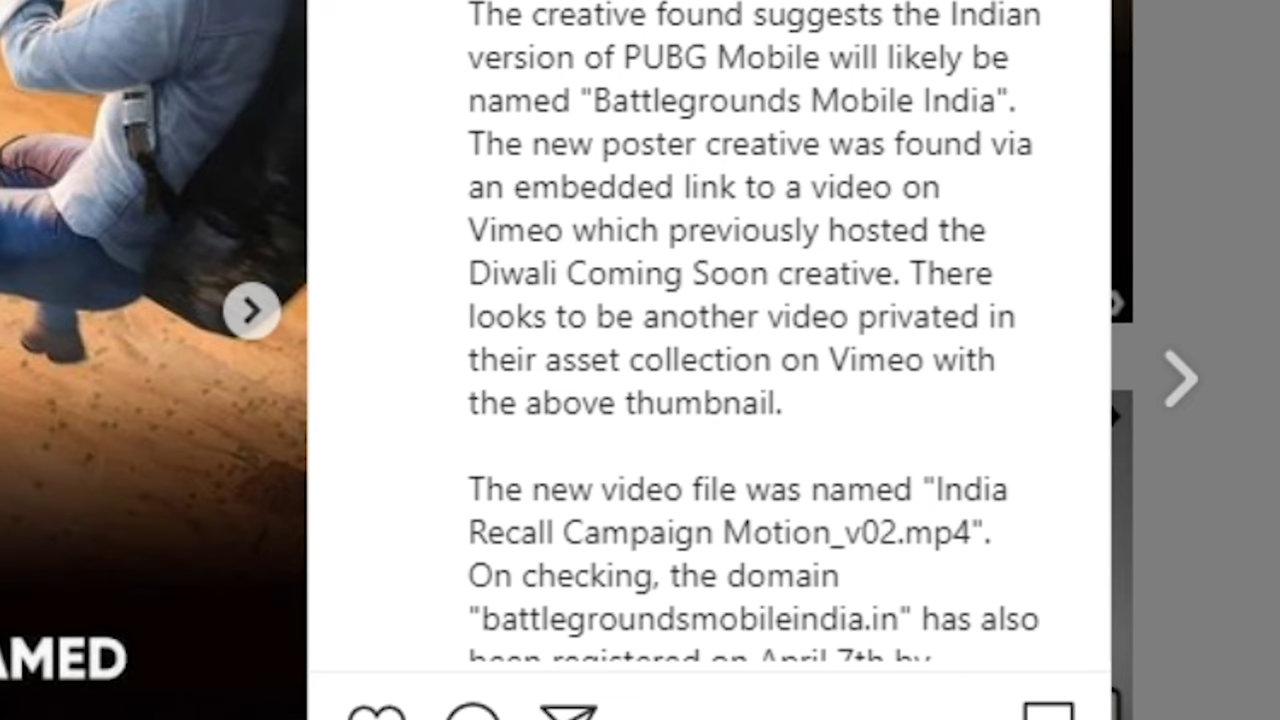 The creative found suggests the Indian
version of PUBG Mobile will likely be
named "Battlegrounds Mobile India".
The new poster creative was found via
an embedded link to a video on
Vimeo which previously hosted the
Diwali Coming Soon creative. There
looks to be another video privated in
their asset collection on Vimeo with
the above thumbnail.
The new video file was named "India
Recall Campaign Motion_v02.mp4".
On checking, the domain
"battlegroundsmobileindia.in" has also
been registered on April 7th by
AMED